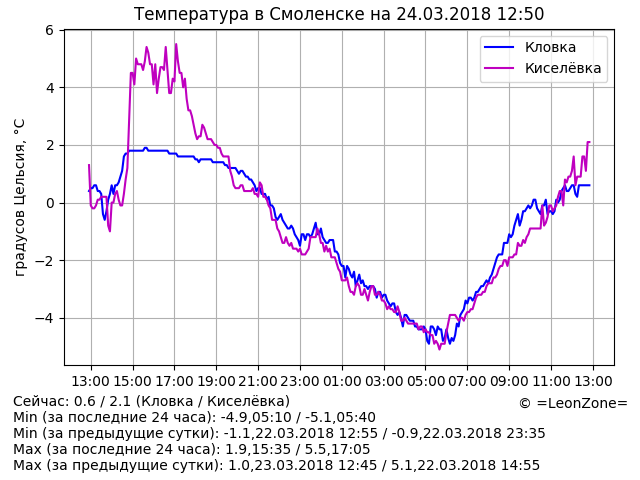 Температура в Смоленске на 24.03.2018 12:50
Кловка
Киселёвка
градусов Цельсия, °C
6
4
2
0
−2
−4
13:00 15:00 17:00 19:00 21:00 23:00 01:00 03:00 05:00 07:00 09:00 11:00 13:00
Сейчас: 0.6 / 2.1 (Кловка / Киселёвка)
© =LeonZone=
Min (за последние 24 часа): -4.9,05:10 / -5.1,05:40
Min (за предыдущие сутки): -1.1,22.03.2018 12:55 / -0.9,22.03.2018 23:35
Max (за последние 24 часа): 1.9,15:35 / 5.5,17:05
Max (за предыдущие сутки): 1.0,23.03.2018 12:45 / 5.1,22.03.2018 14:55